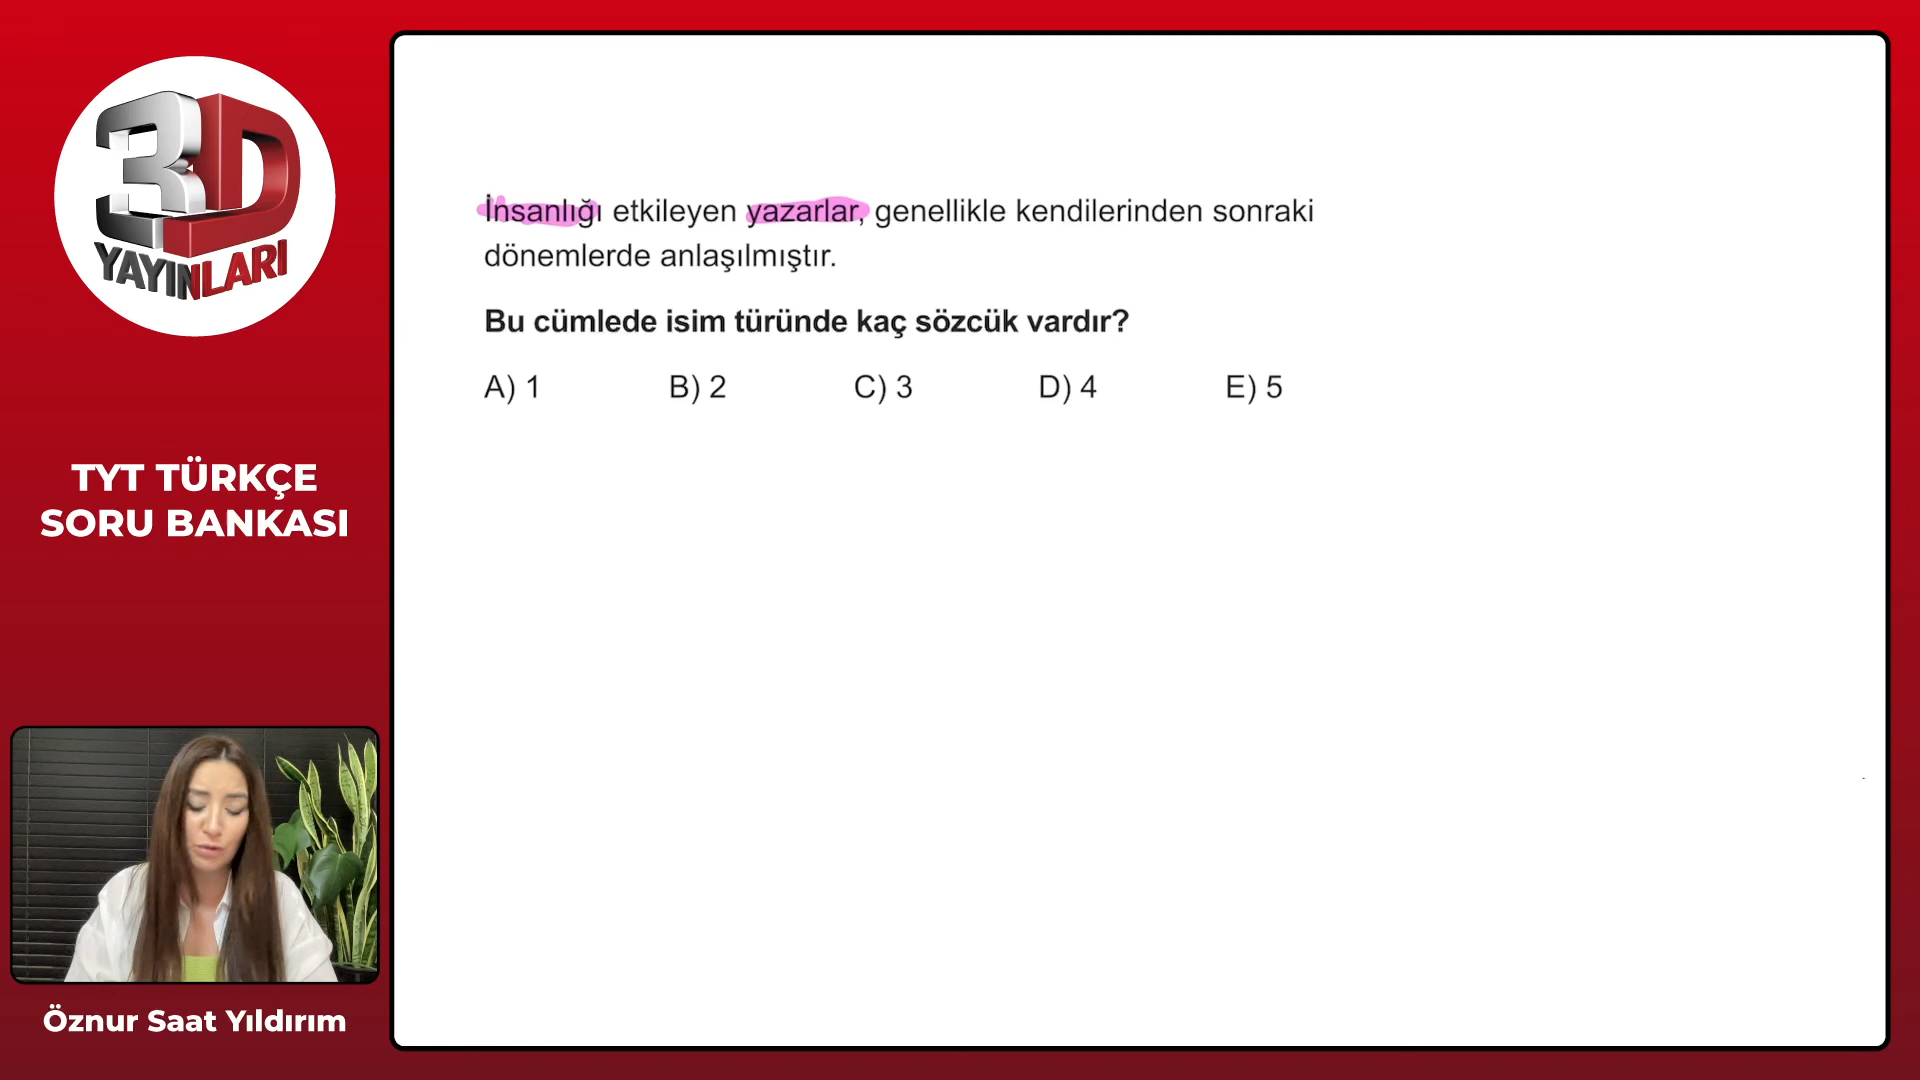 3D
YAYINLARI
TYT TÜRKÇE
SORU BANKASI
Öznur Saat Yıldırım
İnsanlığı etkileyen yazarlar, genellikle kendilerinden sonraki
dönemlerde anlaşılmıştır.
Bu cümlede isim türünde kaç sözcük vardır?
A) 1 B) 2 C) 3 D) 4 E) 5